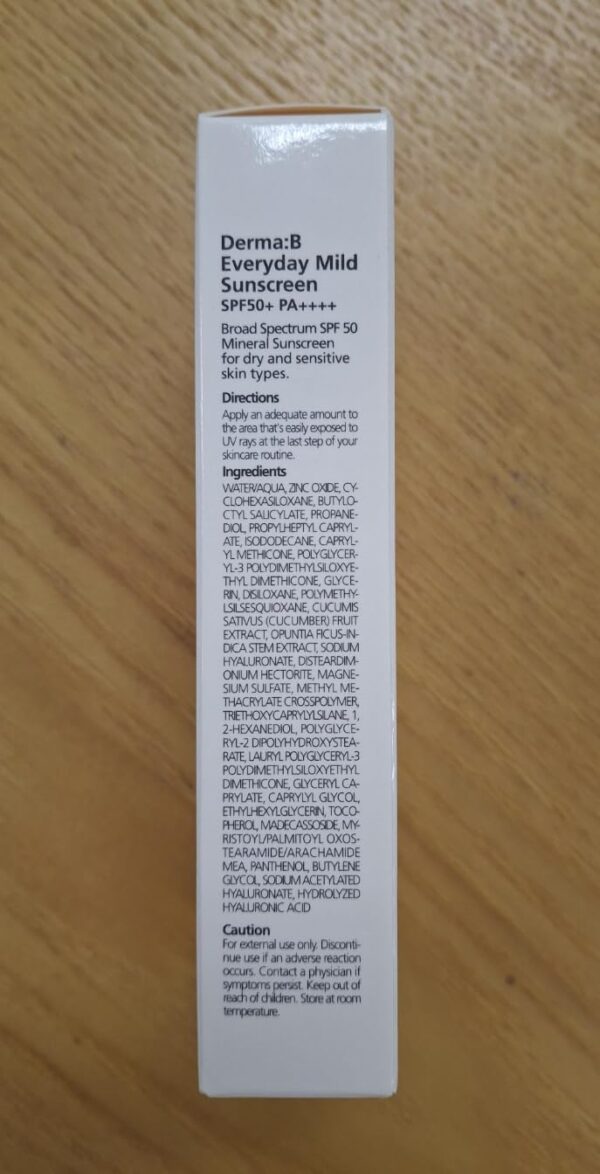 Derma:B
Everyday Mild
Sunscreen
SPF50+ PA++++
Broad Spectrum SPF 50
Mineral Sunscreen
for dry and sensitive
skin types.
Directions
Apply an adequate amount to
the area that's easily exposed to
UV rays at the last step of your
skincare routine.
Ingredients
WATER/AQUA, ZINC OXIDE, CY-
CLOHEXASILOXANE, BUTYLO-
CTYL SALICYLATE, PROPANE-
DIOL, PROPYLHEPTYL CAPRYL-
ATE, ISODODECANE, CAPRYL-
YL METHICONE, POLYGLYCER-
YL-3 POLYDIMETHYLSILOXYE-
THYL DIMETHICONE, GLYCE-
RIN, DISILOXANE, POLYMETHY-
LSILSESQUIOXANE, CUCUMIS
SATIVUS (CUCUMBER) FRUIT
EXTRACT, OPUNTIA FICUS-IN-
DICA STEM EXTRACT, SODIUM
HYALURONATE, DISTEARDIM-
ONIUM HECTORITE, MAGNE-
SIUM SULFATE, METHYL ME-
THACRYLATE CROSSPOLYMER,
TRIETHOXYCAPRYLYLSILANE, 1,
2-HEXANEDIOL, POLYGLYCE-
RYL-2 DIPOLYHYDROXYSTEA-
RATE, LAURYL POLYGLYCERYL-3
POLYDIMETHYLSILOXYETHYL
DIMETHICONE, GLYCERYL CA-
PRYLATE, CAPRYLYL GLYCOL,
ETHYLHEXYLGLYCERIN, TOCO-
PHEROL, MADECASSOSIDE, MY-
RISTOYL/PALMITOYL OXOS-
TEARAMIDE/ARACHAMIDE
MEA, PANTHENOL, BUTYLENE
GLYCOL, SODIUM ACETYLATED
HYALURONATE, HYDROLYZED
HYALURONIC ACID
Caution
For external use only. Disconti-
nue use if an adverse reaction
occurs. Contact a physician if
symptoms persist. Keep out of
reach of children. Store at room
temperature.